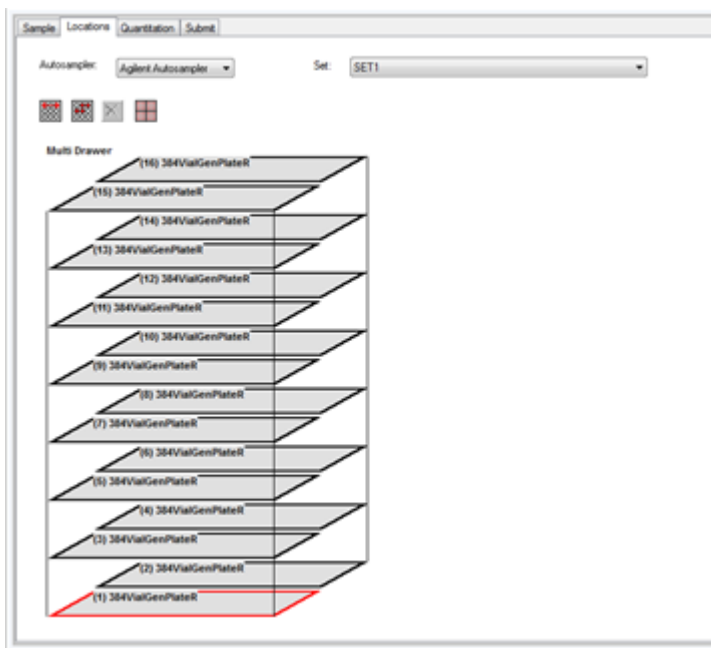 Sample Locations Quantitation Submit
Autosampler: Agilent Autosampler Set: SET1
Multi Drawer
(16) 384VialGenPlateR
(15) 384VialGenPlateR
(14) 384VialGenPlateR
(13) 384VialGenPlateR
(12) 384VialGenPlateR
(11) 384VialGenPlateR
(10) 384VialGenPlateR
(9) 384VialGenPlateR
(8) 384VialGenPlateR
(7) 384VialGenPlateR
(6) 384VialGenPlateR
(5) 384VialGenPlateR
(4) 384VialGenPlateR
(3) 384VialGenPlateR
(2) 384VialGenPlateR
(1) 384VialGenPlateR